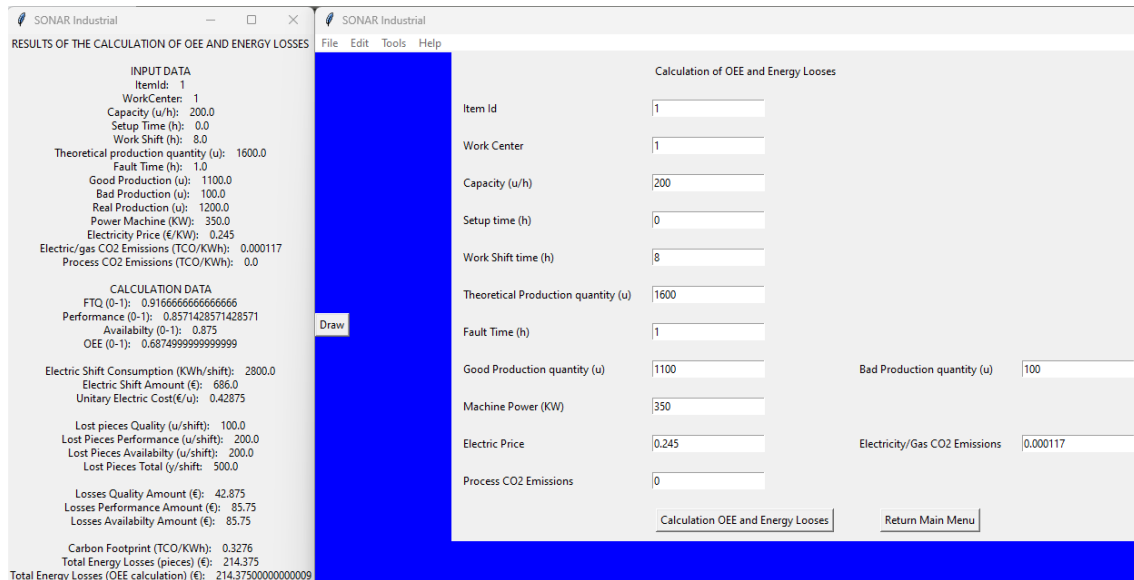 SONAR Industrial
RESULTS OF THE CALCULATION OF OEE AND ENERGY LOSSES
INPUT DATA
ItemId: 1
WorkCenter: 1
Capacity (u/h): 200.0
Setup Time (h): 0.0
Work Shift (h): 8.0
Theoretical production quantity (u): 1600.0
Fault Time (h): 1.0
Good Production (u): 1100.0
Bad Production (u): 100.0
Real Production (u): 1200.0
Power Machine (KW): 350.0
Electricity Price (€/KW): 0.245
Electric/gas CO2 Emissions (TCO/KWh): 0.000117
Process CO2 Emissions (TCO/KWh): 0.0
CALCULATION DATA
FTQ (0-1): 0.9166666666666666
Performance (0-1): 0.8571428571428571
Availabilty (0-1): 0.875
OEE (0-1): 0.6874999999999999
Electric Shift Consumption (KWh/shift): 2800.0
Electric Shift Amount (€): 686.0
Unitary Electric Cost(€/u): 0.42875
Lost pieces Quality (u/shift): 100.0
Lost Pieces Performance (u/shift): 200.0
Lost Pieces Availabilty (u/shift): 200.0
Lost Pieces Total (y/shift: 500.0
Losses Quality Amount (€): 42.875
Losses Performance Amount (€): 85.75
Losses Availabilty Amount (€): 85.75
Carbon Footprint (TCO/KWh): 0.3276
Total Energy Losses (pieces) (€): 214.375
Total Energy Losses (OEE calculation) (€): 214.37500000000009
SONAR Industrial
File Edit Tools Help
Draw
Calculation of OEE and Energy Looses
Item Id 1
Work Center 1
Capacity (u/h) 200
Setup time (h) 0
Work Shift time (h) 8
Theoretical Production quantity (u) 1600
Fault Time (h) 1
Good Production quantity (u) 1100 Bad Production quantity (u) 100
Machine Power (KW) 350
Electric Price 0.245 Electricity/Gas CO2 Emissions 0.000117
Process CO2 Emissions 0
Calculation OEE and Energy Looses Return Main Menu